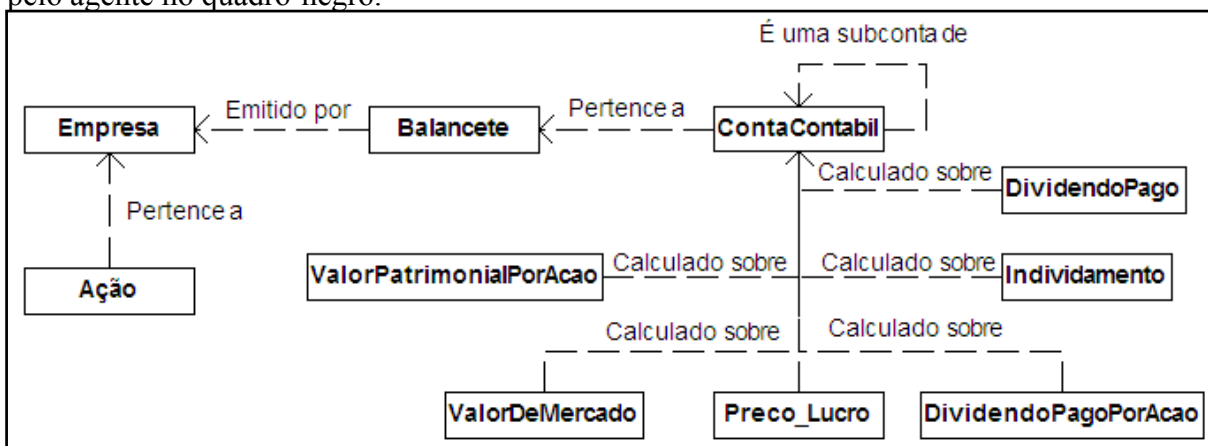 pelo agente no quadro-negro.
É uma subconta de
Emitido por
Pertence a
Empresa
Balancete
ContaContabil
Calculado sobre
DividendoPago
Pertence a
Calculado sobre
Calculado sobre
ValorPatrimonialPorAcao
Individamento
Ação
Calculado sobre
Calculado sobre
ValorDeMercado
Preco_Lucro
DividendoPagoPorAcao